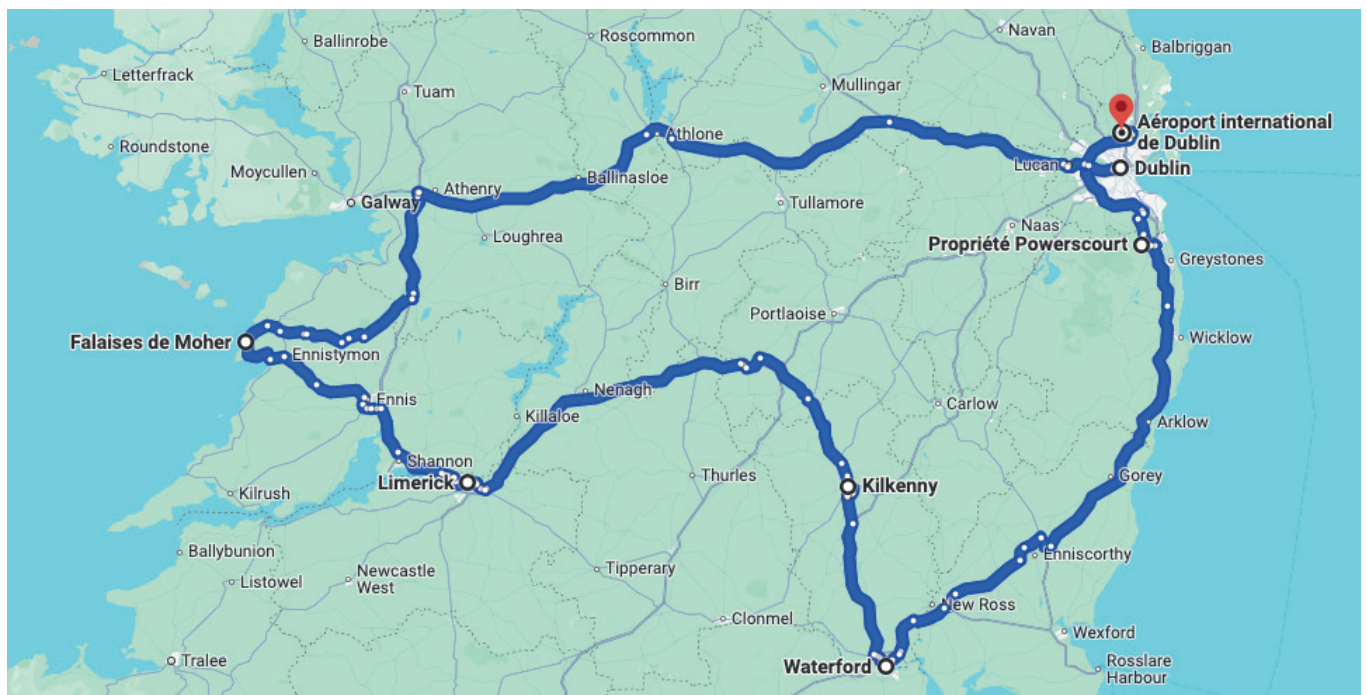 Ballinrobe
Roscommon
Navan
Balbriggan
Letterfrack
Tuam
Mullingar
Athlone
Aéroport international
de Dublin
Roundstone
Moycullen
Athenry
Ballinasloe
Lucan
Dublin
Galway
Tullamore
Loughrea
Naas
Propriété Powerscourt
Greystones
Birr
Portlaoise
Falaises de Moher
Ennistymon
Wicklow
Nenagh
Ennis
Killaloe
Carlow
Arklow
Shannon
Thurles
Gorey
Limerick
Kilkenny
Kilrush
Ballybunion
Enniscorthy
Listowel
Newcastle
West
Tipperary
New Ross
Clonmel
Wexford
Tralee
Waterford
Rosslare
Harbour